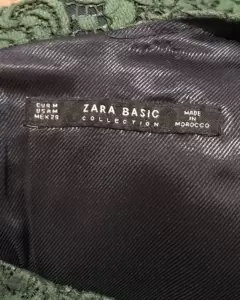 EUR M
USA M
MEX 28
ZARA BASIC
COLLECTION
MADE
IN
MOROCCO